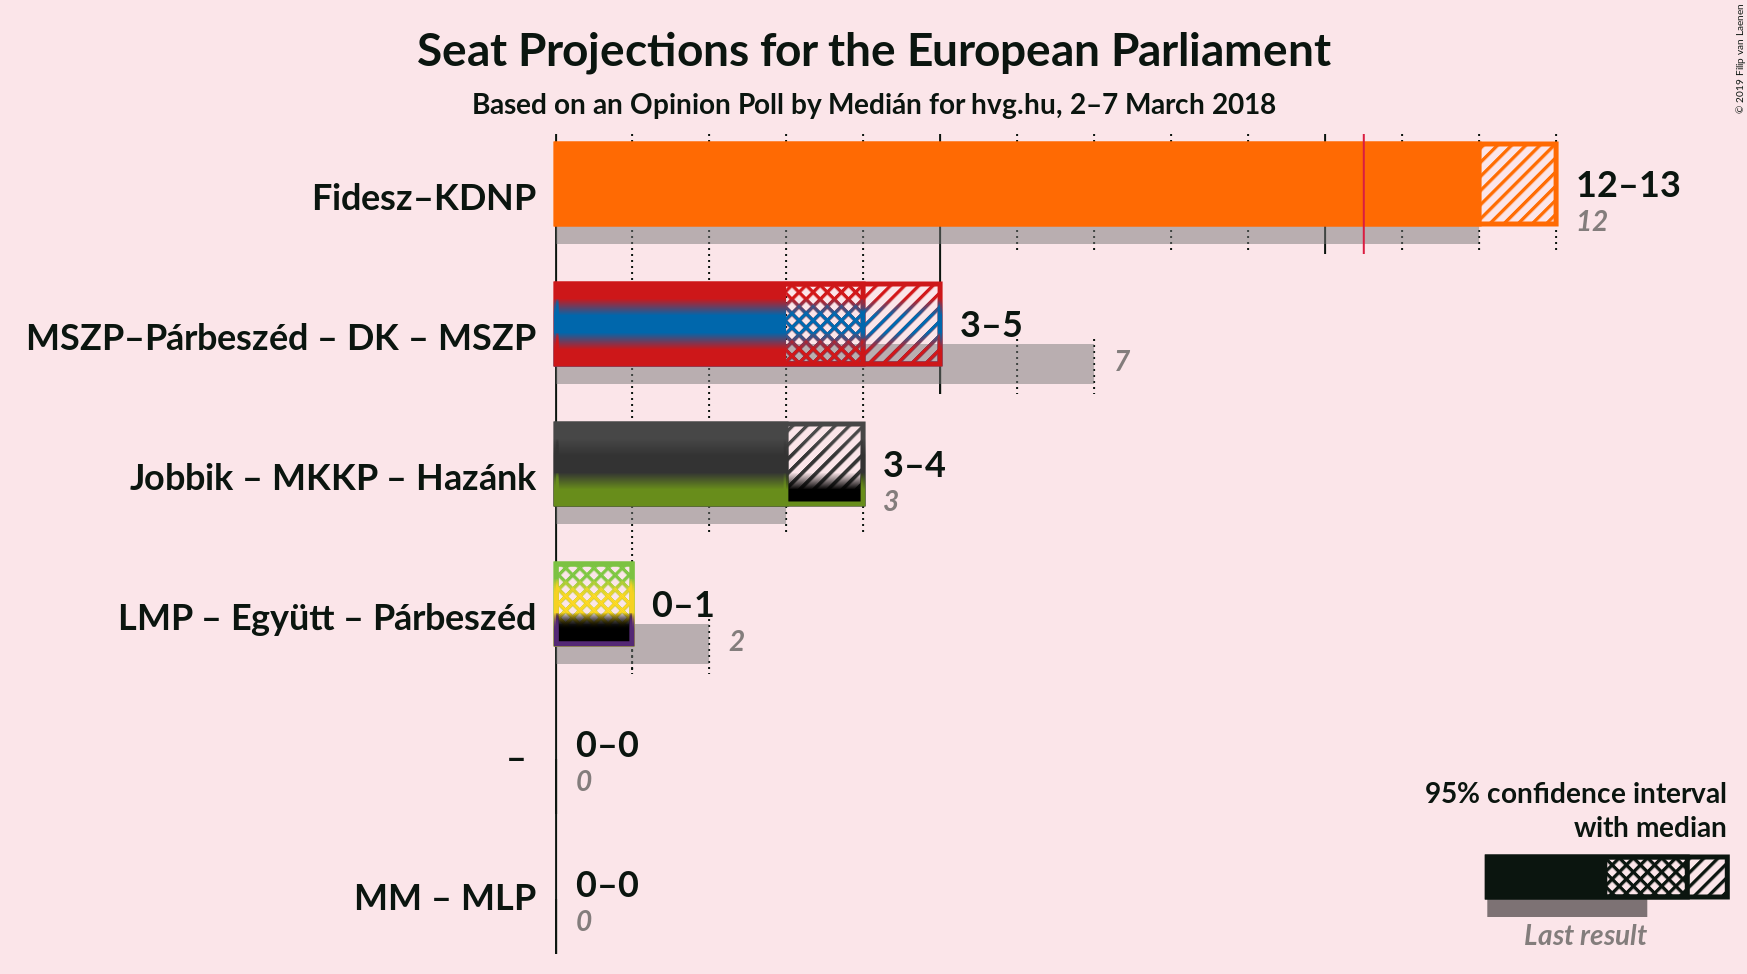 Seat Projections for the European Parliament
Based on an Opinion Poll by Medián for hvg.hu, 2–7 March 2018
© 2019 Filip van Laenen
Fidesz–KDNP
12–13
12
MSZP–Párbeszéd – DK – MSZP
3–5
7
Jobbik – MKKP – Hazánk
3–4
3
LMP – Együtt – Párbeszéd
0–1
2
–
0–0
0
MM – MLP
0–0
0
95% confidence interval
with median
Last result